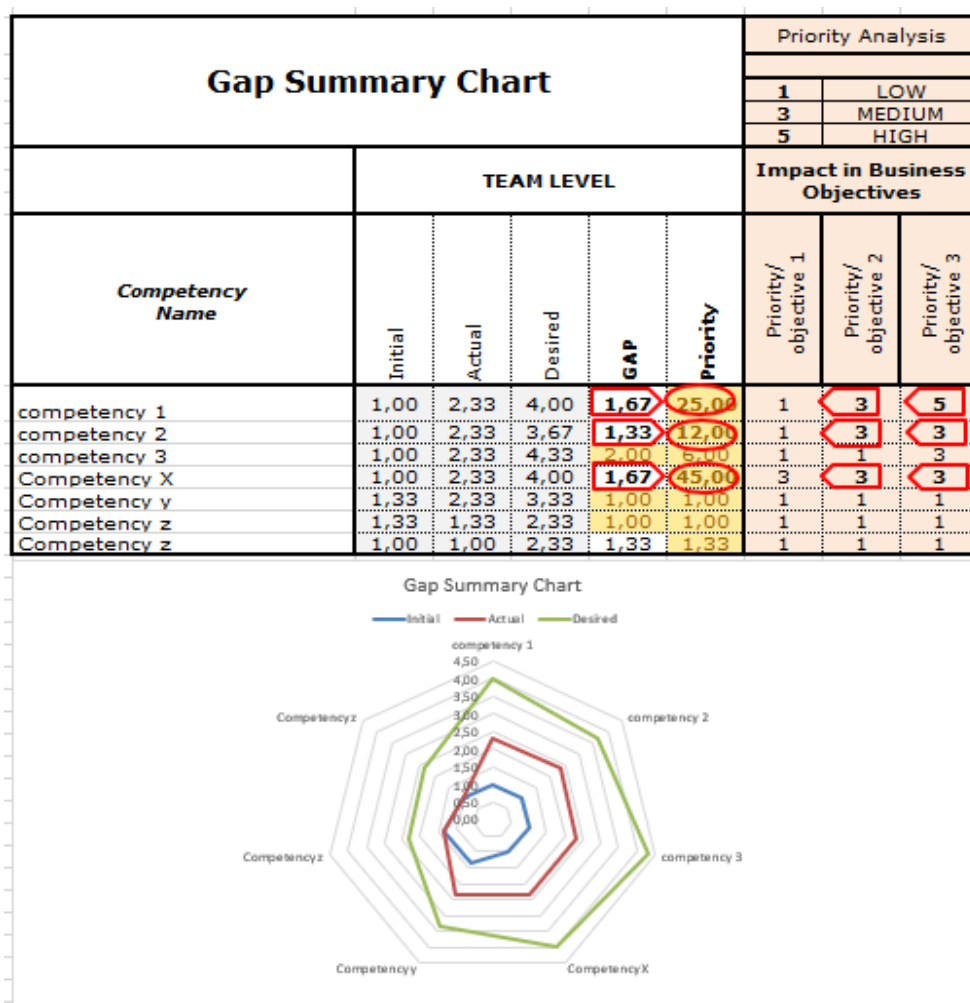 Gap Summary Chart
Priority Analysis
1 LOW
3 MEDIUM
5 HIGH
TEAM LEVEL
Impact in Business
Objectives
Competency
Name
Initial
Actual
Desired
GAP
Priority
Priority/
objective 1
Priority/
objective 2
Priority/
objective 3
competency 1 1,00 2,33 4,00 1,67 25,00 1 3 5
competency 2 1,00 2,33 3,67 1,33 12,00 1 3 3
competency 3 1,00 2,33 4,33 2,00 6,00 1 1 3
Competency X 1,00 2,33 4,00 1,67 45,00 3 3 3
Competency y 1,33 2,33 3,33 1,00 1,00 1 1 1
Competency z 1,33 1,33 2,33 1,00 1,00 1 1 1
Competency z 1,00 1,00 2,33 1,33 1,33 1 1 1
Gap Summary Chart
Initial Actual Desired
competency 1
4,50
4,00
3,50
3,00
2,50
2,00
1,50
1,00
0,50
0,00
competency 2
competency 3
Competency X
Competency y
Competency z
Competency z